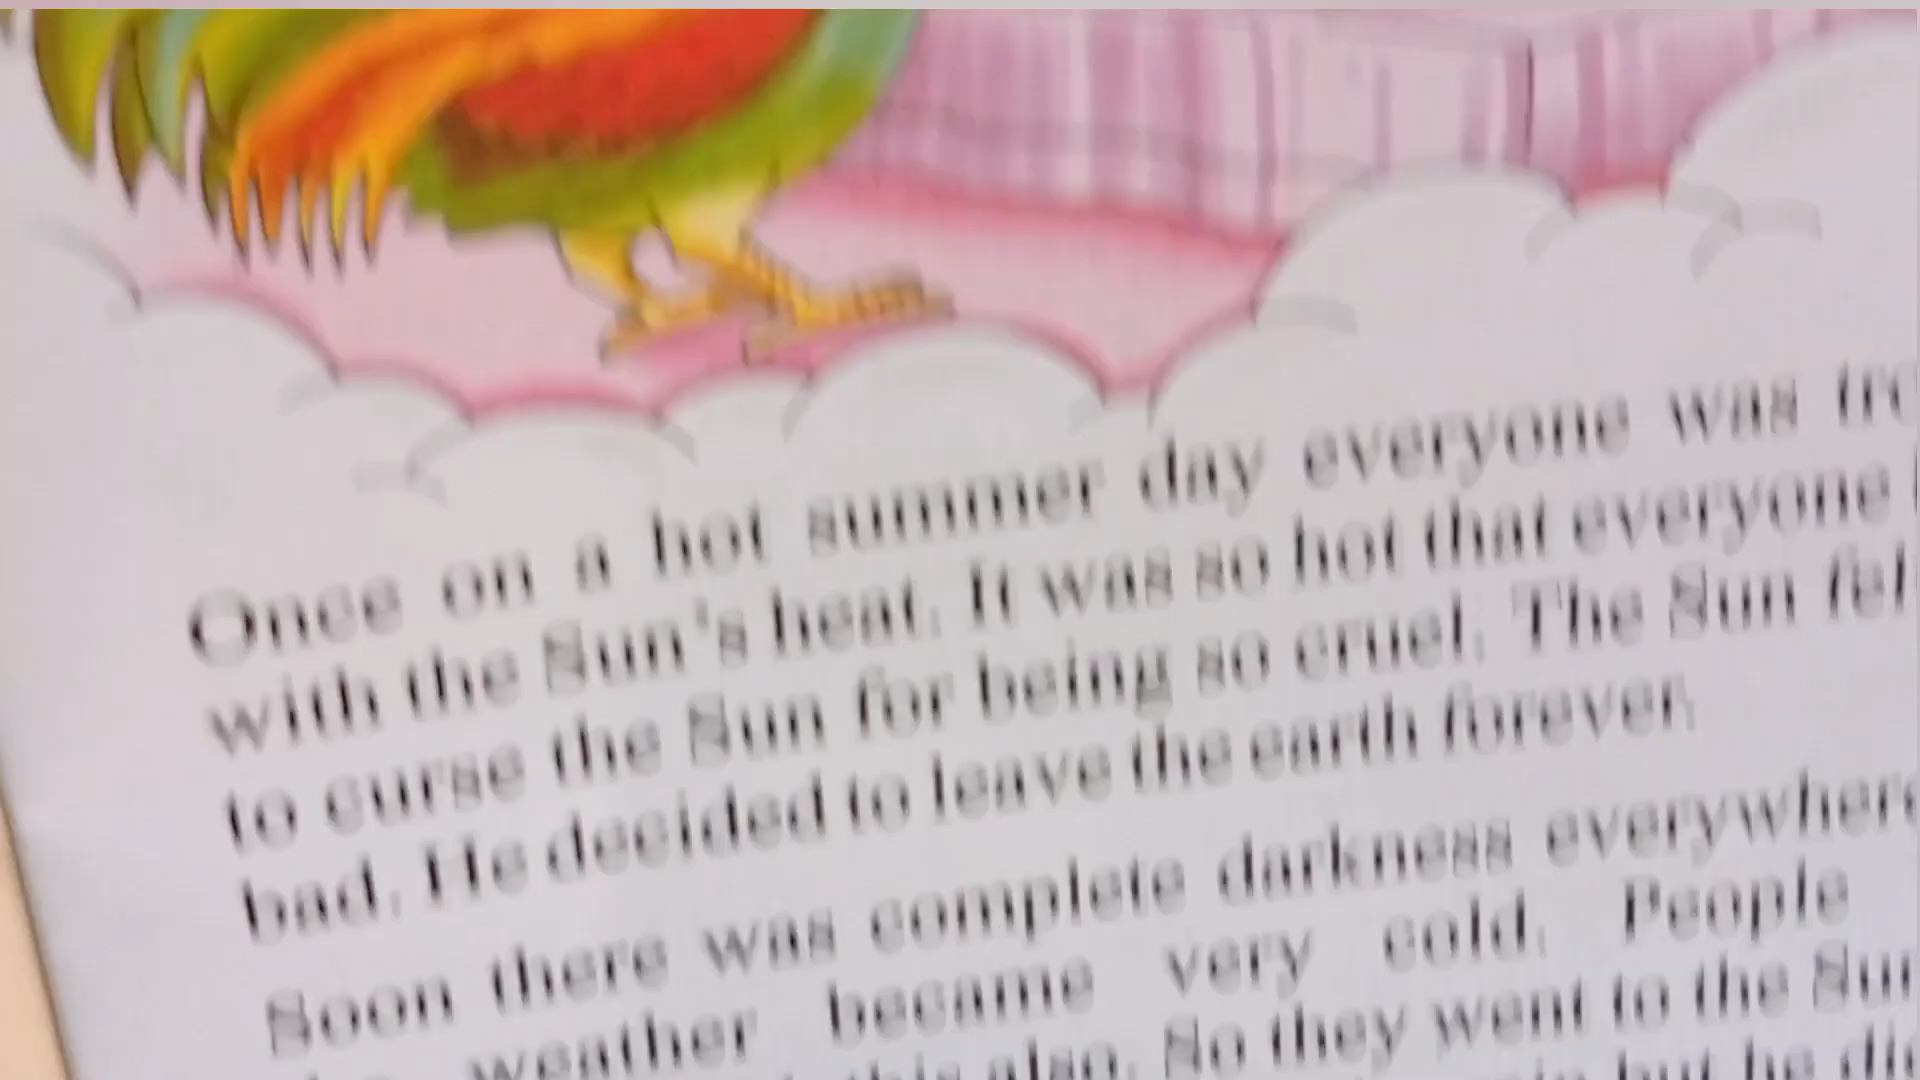 Once on a hot summer day everyone was
with the Sun's heat. It was so hot that everyone
to curse the Sun for being so cruel. The Sun
bad. He decided to leave the earth forever.
Soon there was complete darkness everywhere
weather became very cold. People
this also. So they went to the Sun
but he